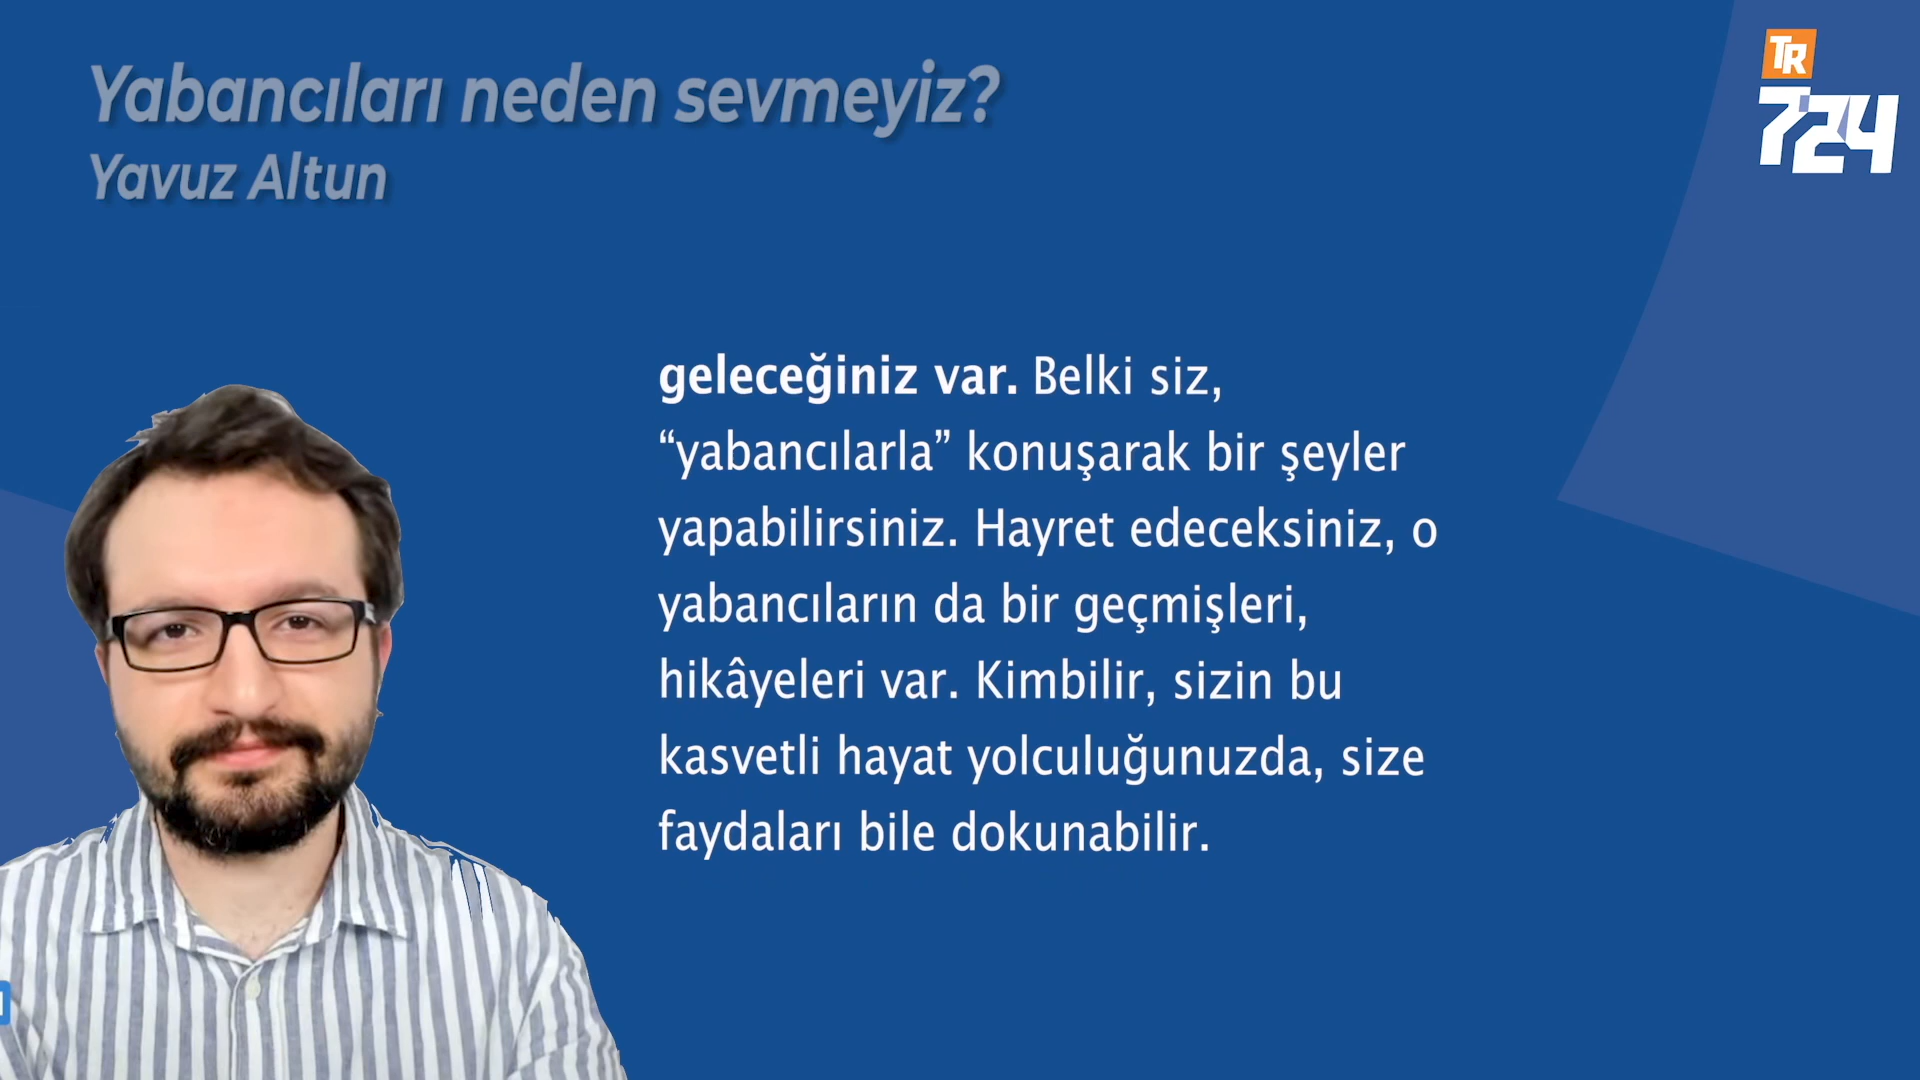 Yabancıları neden sevmeyiz?
Yavuz Altun
TR
724
geleceğiniz var. Belki siz,
“yabancılarla” konuşarak bir şeyler
yapabilirsiniz. Hayret edeceksiniz, o
yabancıların da bir geçmişleri,
hikâyeleri var. Kimbilir, sizin bu
kasvetli hayat yolculuğunuzda, size
faydaları bile dokunabilir.